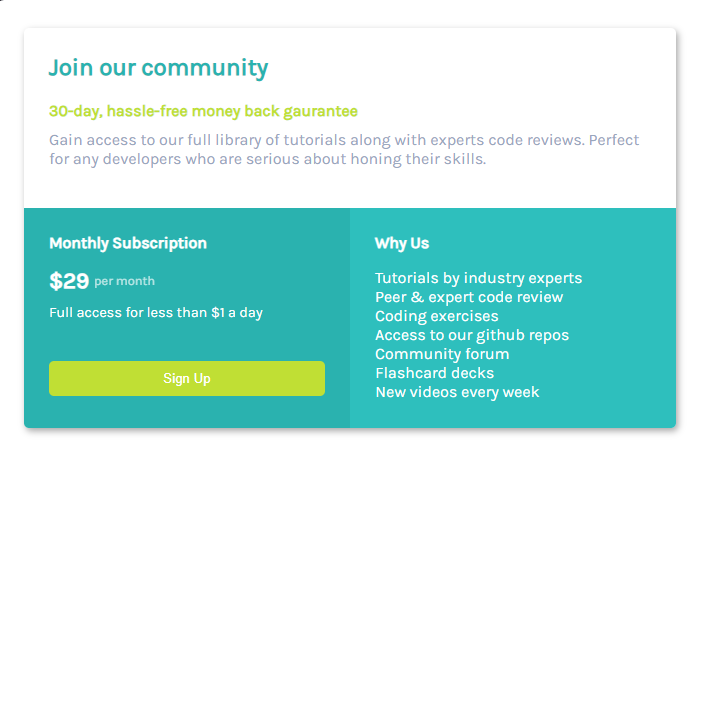 Join our community
30-day, hassle-free money back gaurantee
Gain access to our full library of tutorials along with experts code reviews. Perfect
for any developers who are serious about honing their skills.
Monthly Subscription
$29 per month
Full access for less than $1 a day
Sign Up
Why Us
Tutorials by industry experts
Peer & expert code review
Coding exercises
Access to our github repos
Community forum
Flashcard decks
New videos every week